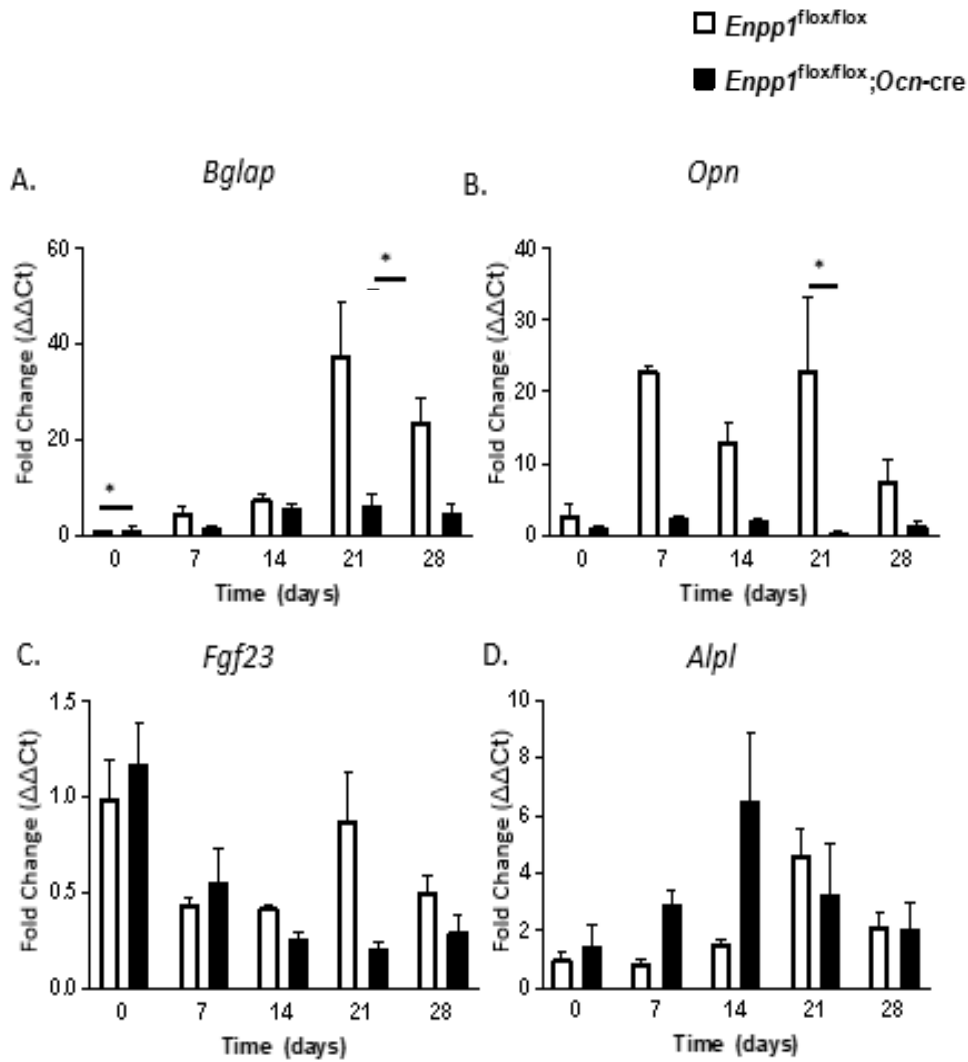 Enpp1flox/flox
Enpp1flox/flox;Ocn-cre
A.
Bglap
Fold Change (ΔΔCt)
60
40
20
0
*
*
0 7 14 21 28
Time (days)
B.
Opn
Fold Change (ΔΔCt)
40
30
20
10
0
*
0 7 14 21 28
Time (days)
C.
Fgf23
Fold Change (ΔΔCt)
1.5
1.0
0.5
0.0
0 7 14 21 28
Time (days)
D.
Alpl
Fold Change (ΔΔCt)
10
8
6
4
2
0
0 7 14 21 28
Time (days)